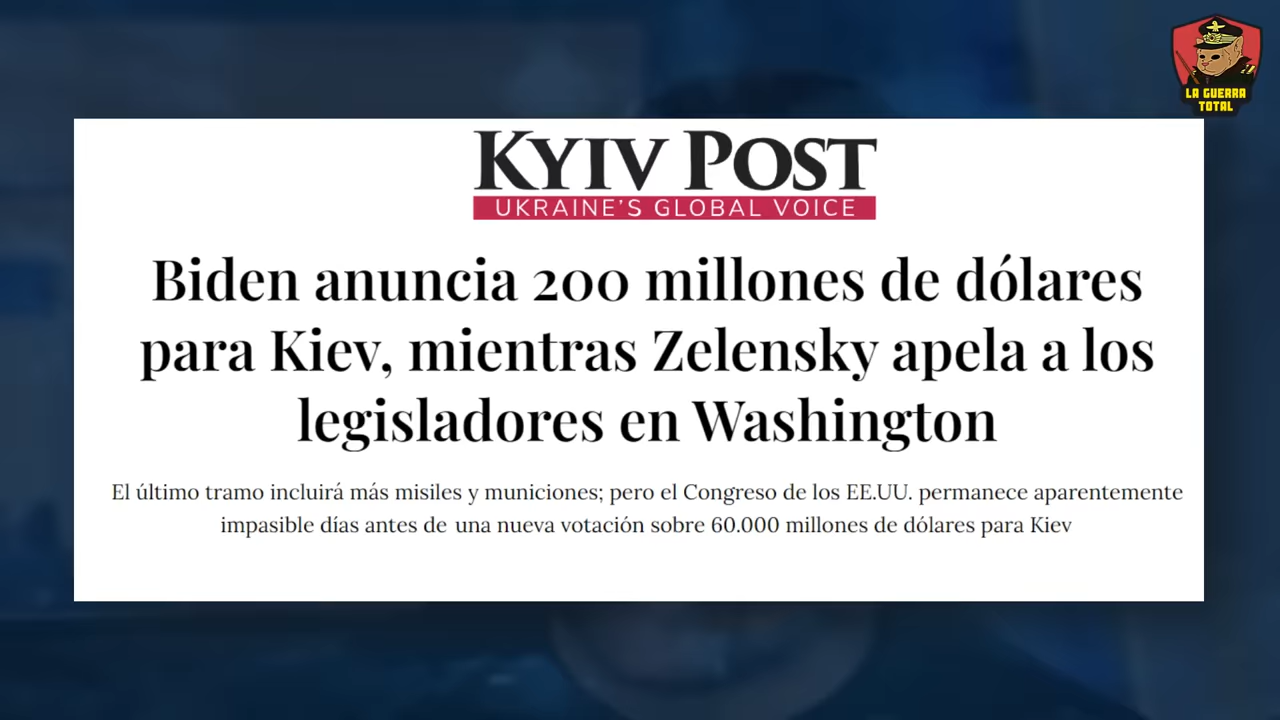 LA GUERRA
TOTAL
KYIV POST
UKRAINE'S GLOBAL VOICE
Biden anuncia 200 millones de dólares
para Kiev, mientras Zelensky apela a los
legisladores en Washington
El último tramo incluirá más misiles y municiones; pero el Congreso de los EE.UU. permanece aparentemente
impasible días antes de una nueva votación sobre 60.000 millones de dólares para Kiev